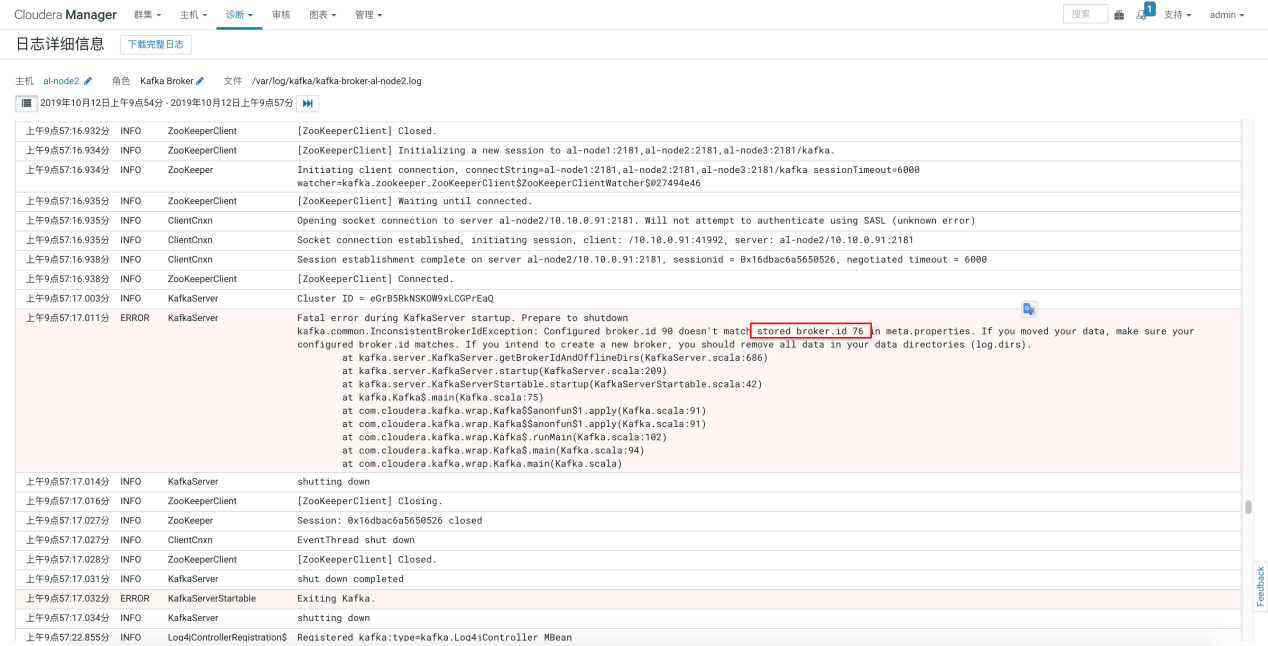 Cloudera Manager 群集 主机 诊断 审核 图表 管理 搜索 1 支持 admin
日志详细信息 下载完整日志
主机 al-node2 角色 Kafka Broker 文件 /var/log/kafka/kafka-broker-al-node2.log
2019年10月12日上午9点54分 - 2019年10月12日上午9点57分
上午9点57:16.932分 INFO ZooKeeperClient [ZooKeeperClient] Closed.
上午9点57:16.934分 INFO ZooKeeperClient [ZooKeeperClient] Initializing a new session to al-node1:2181,al-node2:2181,al-node3:2181/kafka.
上午9点57:16.934分 INFO ZooKeeper Initiating client connection, connectString=al-node1:2181,al-node2:2181,al-node3:2181/kafka sessionTimeout=6000
watcher=kafka.zookeeper.ZooKeeperClient$ZooKeeperClientWatcher$@27494e46
上午9点57:16.935分 INFO ZooKeeperClient [ZooKeeperClient] Waiting until connected.
上午9点57:16.935分 INFO ClientCnxn Opening socket connection to server al-node2/10.10.0.91:2181. Will not attempt to authenticate using SASL (unknown error)
上午9点57:16.935分 INFO ClientCnxn Socket connection established, initiating session, client: /10.10.0.91:41992, server: al-node2/10.10.0.91:2181
上午9点57:16.938分 INFO ClientCnxn Session establishment complete on server al-node2/10.10.0.91:2181, sessionid = 0x16dbac6a5650526, negotiated timeout = 6000
上午9点57:16.938分 INFO ZooKeeperClient [ZooKeeperClient] Connected.
上午9点57:17.003分 INFO KafkaServer Cluster ID = eGrB5RkNSKOW9xLCGPrEaQ
上午9点57:17.011分 ERROR KafkaServer Fatal error during KafkaServer startup. Prepare to shutdown
kafka.common.InconsistentBrokerIdException: Configured broker.id 90 doesn't match stored broker.id 76 in meta.properties. If you moved your data, make sure your
configured broker.id matches. If you intend to create a new broker, you should remove all data in your data directories (log.dirs).
at kafka.server.KafkaServer.getBrokerIdAndOfflineDirs(KafkaServer.scala:686)
at kafka.server.KafkaServer.startup(KafkaServer.scala:209)
at kafka.server.KafkaServerStartable.startup(KafkaServerStartable.scala:42)
at kafka.Kafka$.main(Kafka.scala:75)
at com.cloudera.kafka.wrap.Kafka$$anonfun$1.apply(Kafka.scala:91)
at com.cloudera.kafka.wrap.Kafka$$anonfun$1.apply(Kafka.scala:91)
at com.cloudera.kafka.wrap.Kafka$.runMain(Kafka.scala:102)
at com.cloudera.kafka.wrap.Kafka$.main(Kafka.scala:94)
at com.cloudera.kafka.wrap.Kafka.main(Kafka.scala)
上午9点57:17.014分 INFO KafkaServer shutting down
上午9点57:17.016分 INFO ZooKeeperClient [ZooKeeperClient] Closing.
上午9点57:17.027分 INFO ZooKeeper Session: 0x16dbac6a5650526 closed
上午9点57:17.027分 INFO ClientCnxn EventThread shut down
上午9点57:17.028分 INFO ZooKeeperClient [ZooKeeperClient] Closed.
上午9点57:17.031分 INFO KafkaServer shut down completed
上午9点57:17.032分 ERROR KafkaServerStartable Exiting Kafka.
上午9点57:17.034分 INFO KafkaServer shutting down
上午9点57:22.855分 INFO Log4jControllerRegistration$ Registered kafka:type=kafka.Log4jController MBean
Feedback